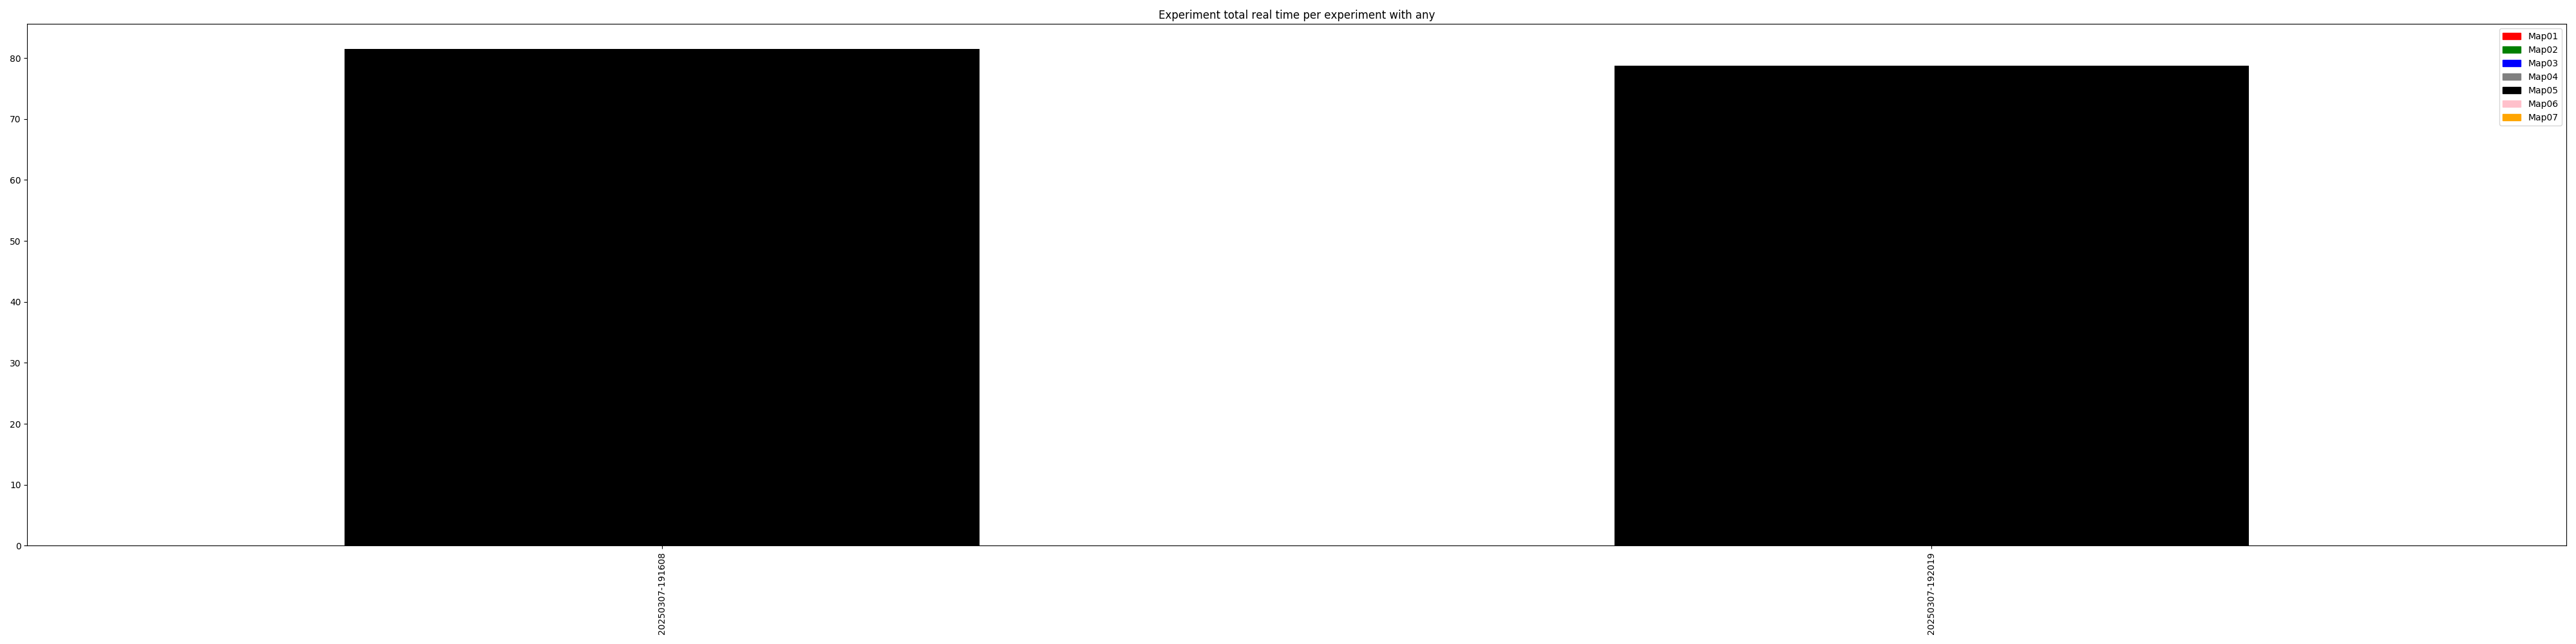 Experiment total real time per experiment with any
80
70
60
50
40
30
20
10
0
Map01
Map02
Map03
Map04
Map05
Map06
Map07
20250307-191608
20250307-192019